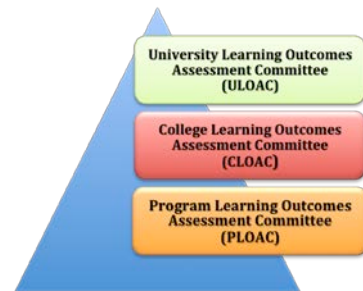 University Learning Outcomes
Assessment Committee
(ULOAC)
College Learning Outcomes
Assessment Committee
(CLOAC)
Program Learning Outcomes
Assessment Committee
(PLOAC)